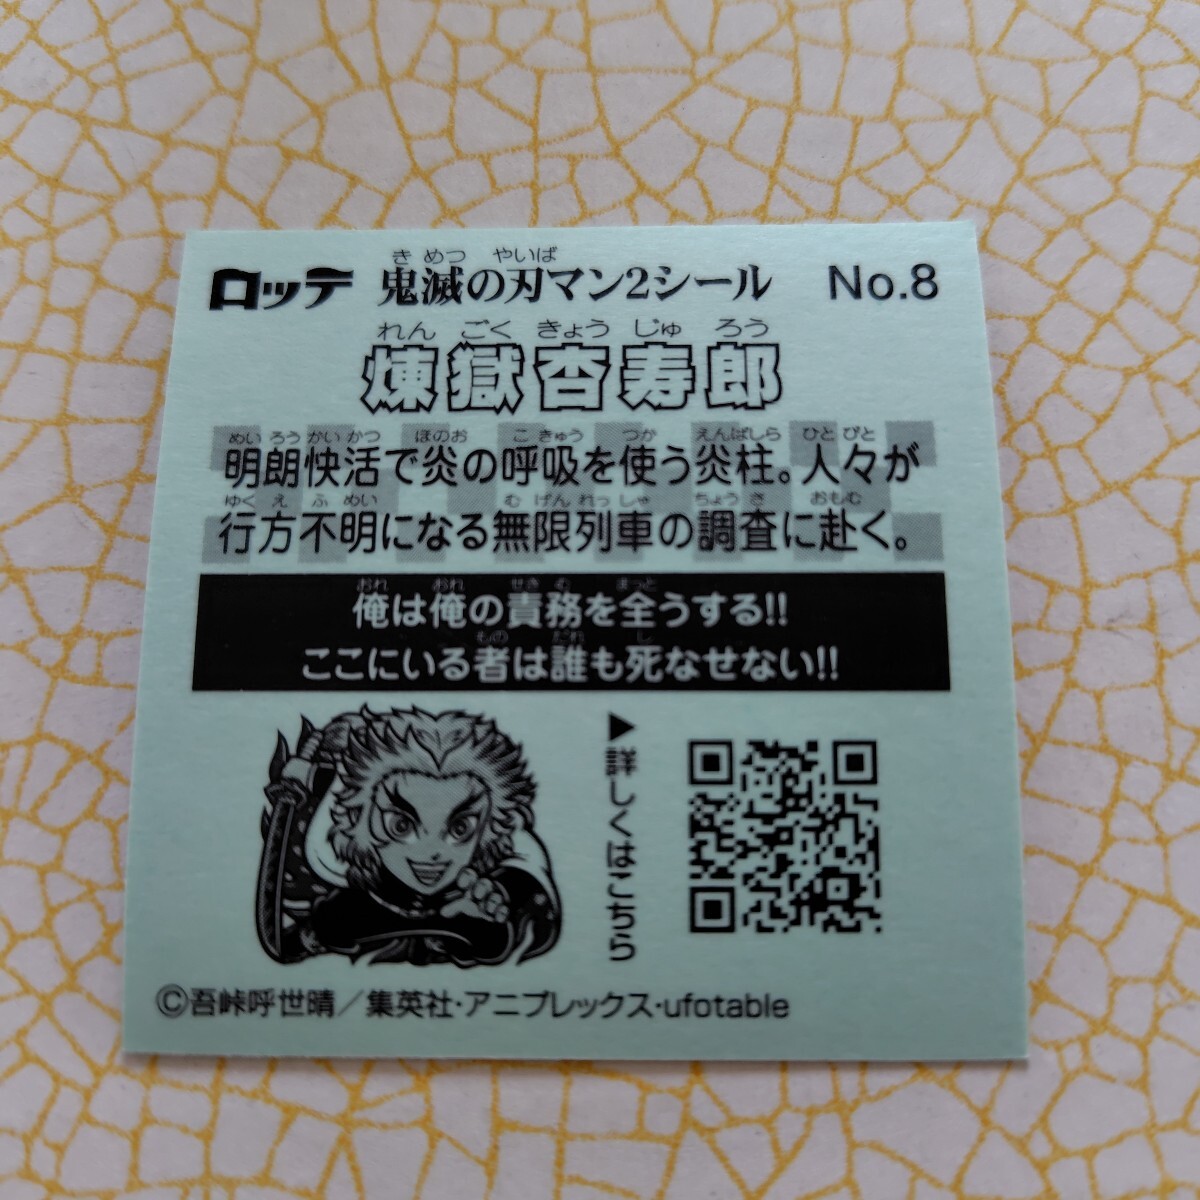 ロッテ 鬼滅の刃マン2シール No.8
きめつ やいば
れん ごく きょう じゅ ろう
煉獄杏寿郎
めい ろう かい かつ ほのお こ きゅう つか えんばしら ひと びと
明朗快活で炎の呼吸を使う炎柱。人々が
ゆく え ふ めい む げん れっ しゃ ちょう さ おもむ
行方不明になる無限列車の調査に赴く。
おれ おれ せき む まっと
俺は俺の責務を全うする!!
もの だれ し
ここにいる者は誰も死なせない!!
▶詳しくはこちら
©吾峠呼世晴／集英社・アニプレックス・ufotable